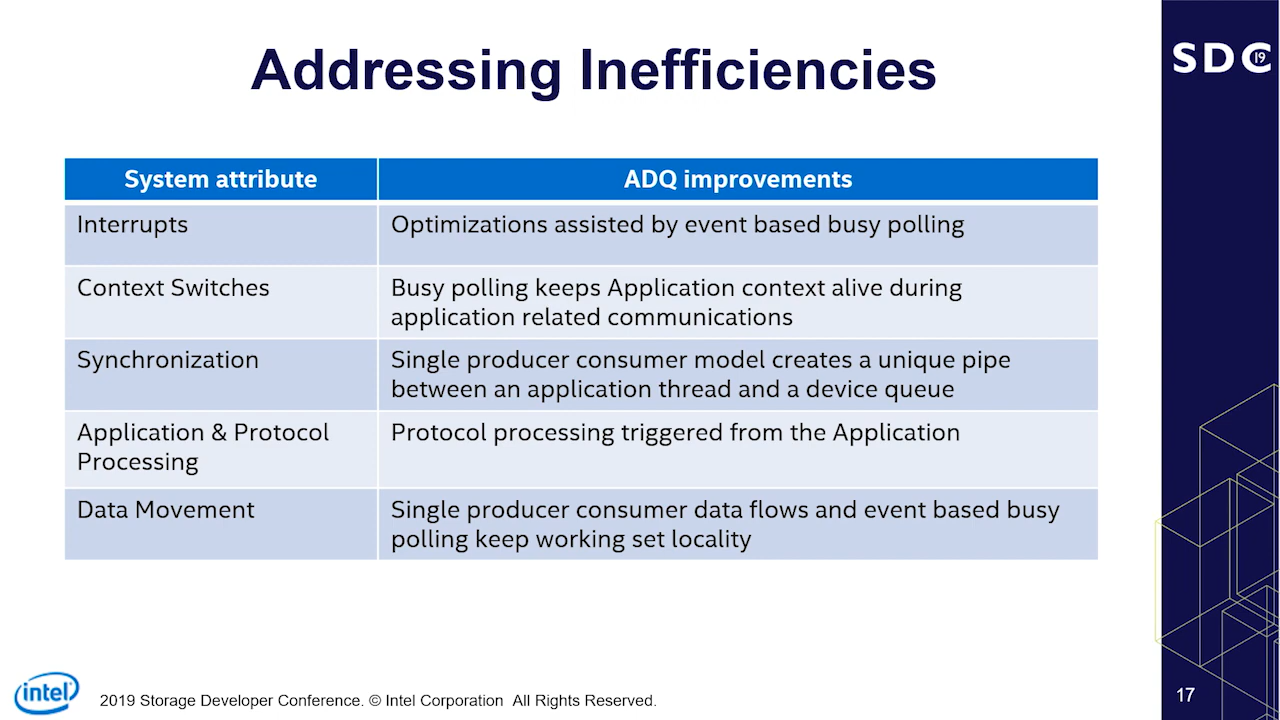 Addressing Inefficiencies
SDC 19
System attribute
ADQ improvements
Interrupts
Optimizations assisted by event based busy polling
Context Switches
Busy polling keeps Application context alive during
application related communications
Synchronization
Single producer consumer model creates a unique pipe
between an application thread and a device queue
Application & Protocol
Processing
Protocol processing triggered from the Application
Data Movement
Single producer consumer data flows and event based busy
polling keep working set locality
intel
2019 Storage Developer Conference. © Intel Corporation All Rights Reserved.
17